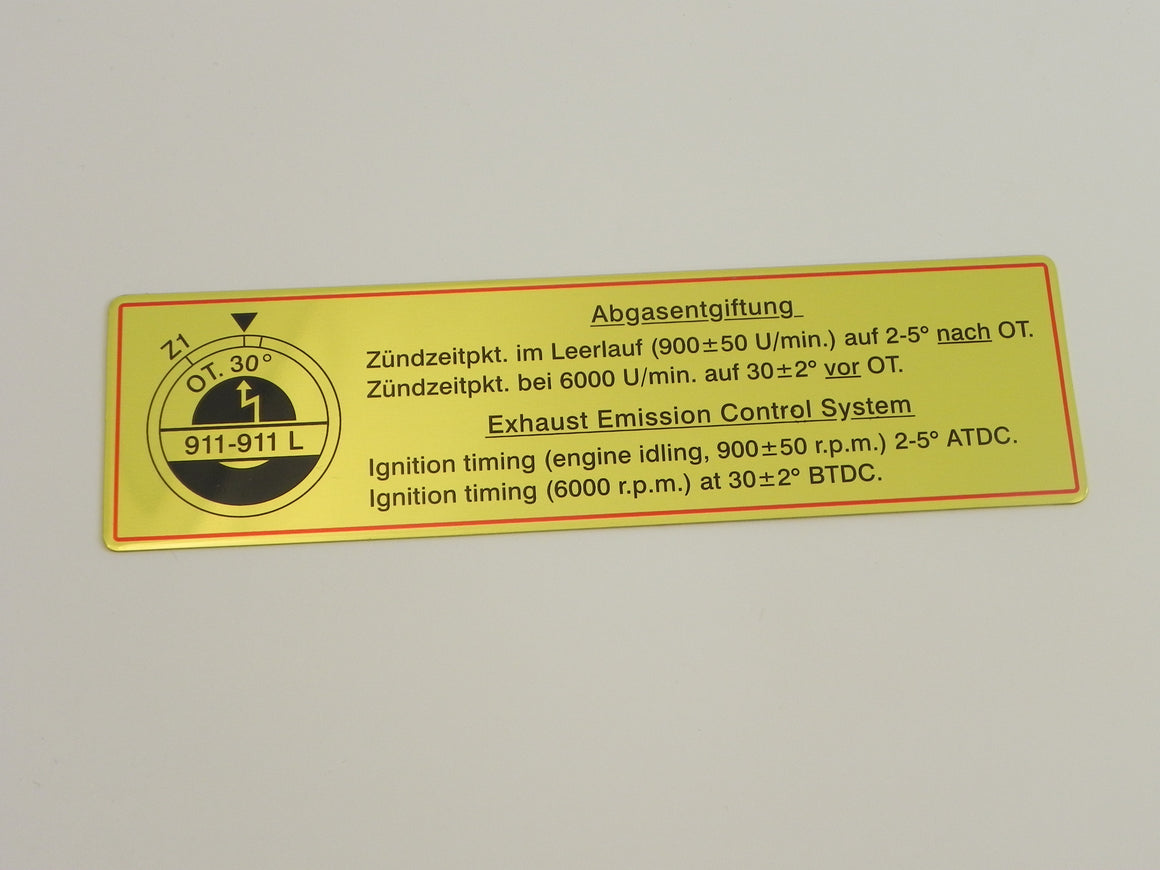 Z1
OT. 30°
911-911 L
Abgasentgiftung
Zündzeitpkt. im Leerlauf (900±50 U/min.) auf 2-5° nach OT.
Zündzeitpkt. bei 6000 U/min. auf 30±2° vor OT.
Exhaust Emission Control System
Ignition timing (engine idling, 900±50 r.p.m.) 2-5° ATDC.
Ignition timing (6000 r.p.m.) at 30±2° BTDC.